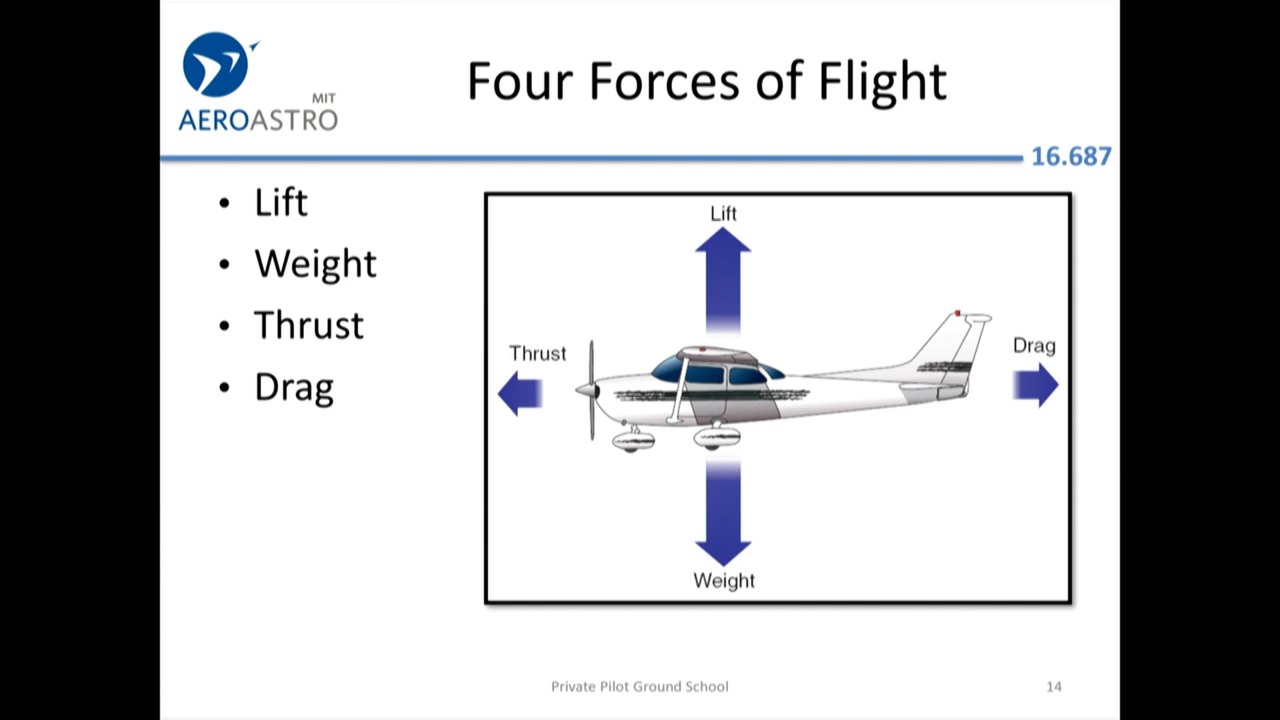 MIT
AEROASTRO
Four Forces of Flight
16.687
• Lift
• Weight
• Thrust
• Drag
Lift
Thrust
Drag
Weight
Private Pilot Ground School
14